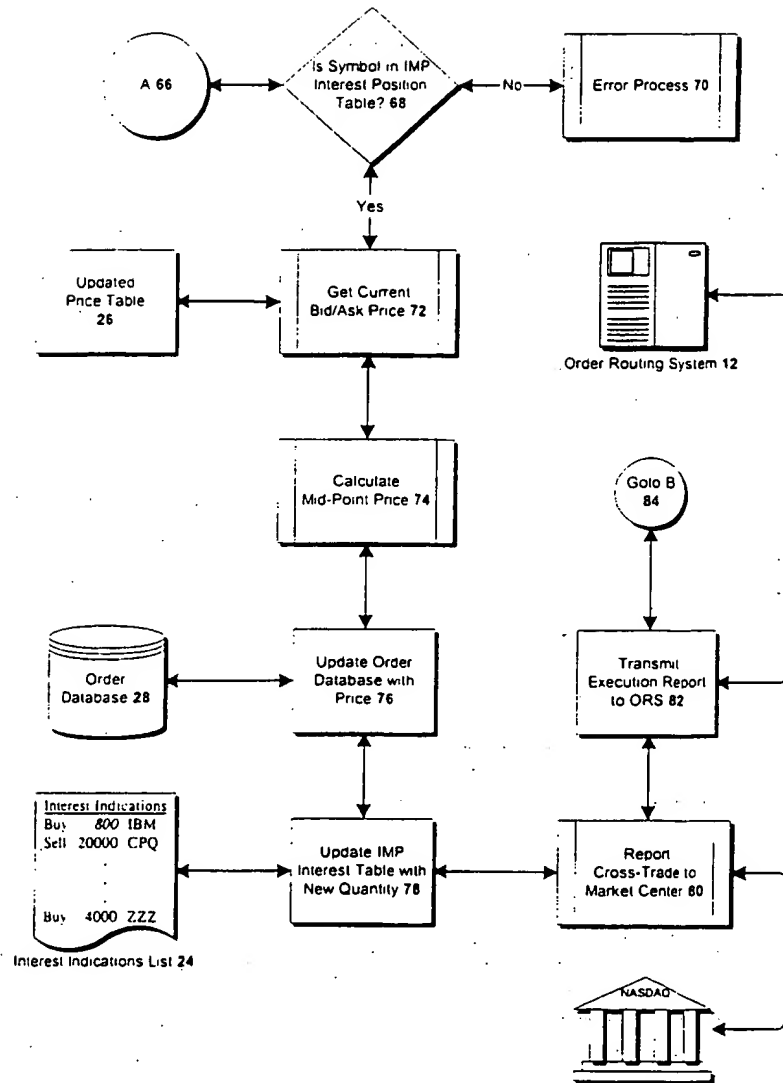 A 66
Is Symbol in IMP
Interest Position
Table? 68
No
Error Process 70
Yes
Updated
Price Table
26
Get Current
Bid/Ask Price 72
Order Routing System 12
Calculate
Mid-Point Price 74
Goto B
84
Order
Database 28
Update Order
Database with
Price 76
Transmit
Execution Report
to ORS 82
Interest Indications
Buy 800 IBM
Sell 20000 CPQ
.
.
.
Buy 4000 ZZZ
Interest Indications List 24
Update IMP
Interest Table with
New Quantity 78
Report
Cross-Trade to
Market Center 80
NASDAQ